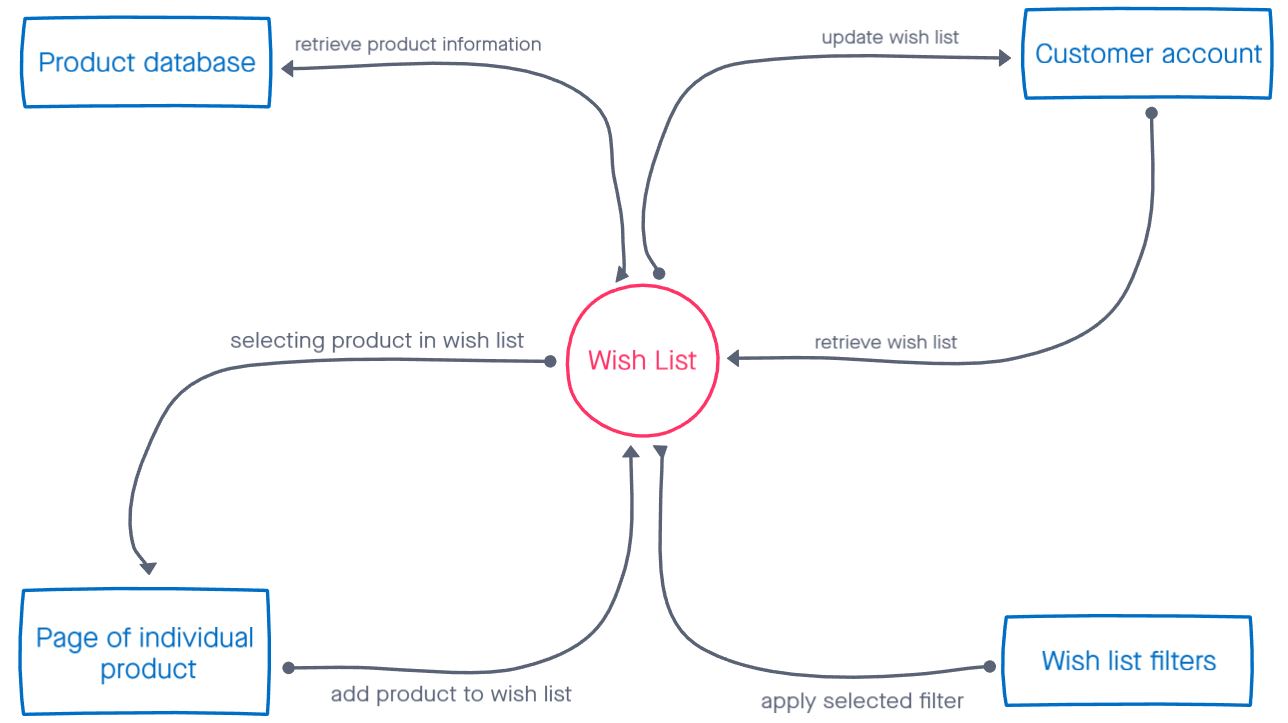 Product database
retrieve product information
update wish list
Customer account
selecting product in wish list
Wish List
retrieve wish list
Page of individual
product
add product to wish list
apply selected filter
Wish list filters